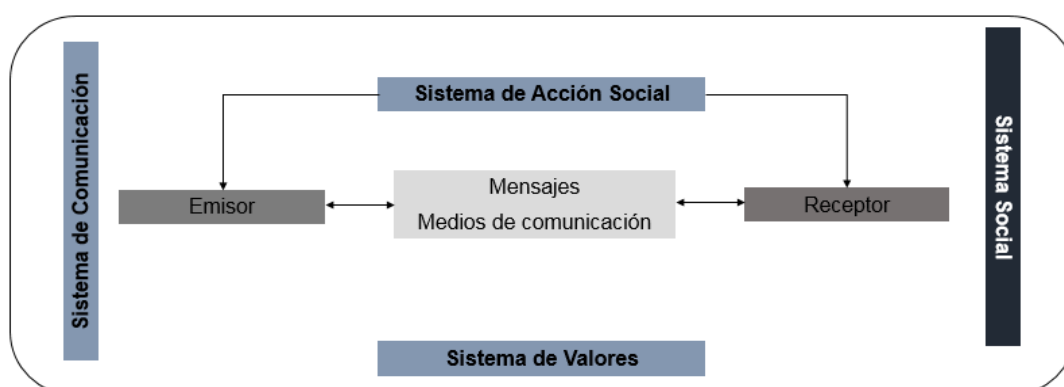 Sistema de Comunicación
Sistema de Acción Social
Emisor
Mensajes
Medios de comunicación
Receptor
Sistema Social
Sistema de Valores